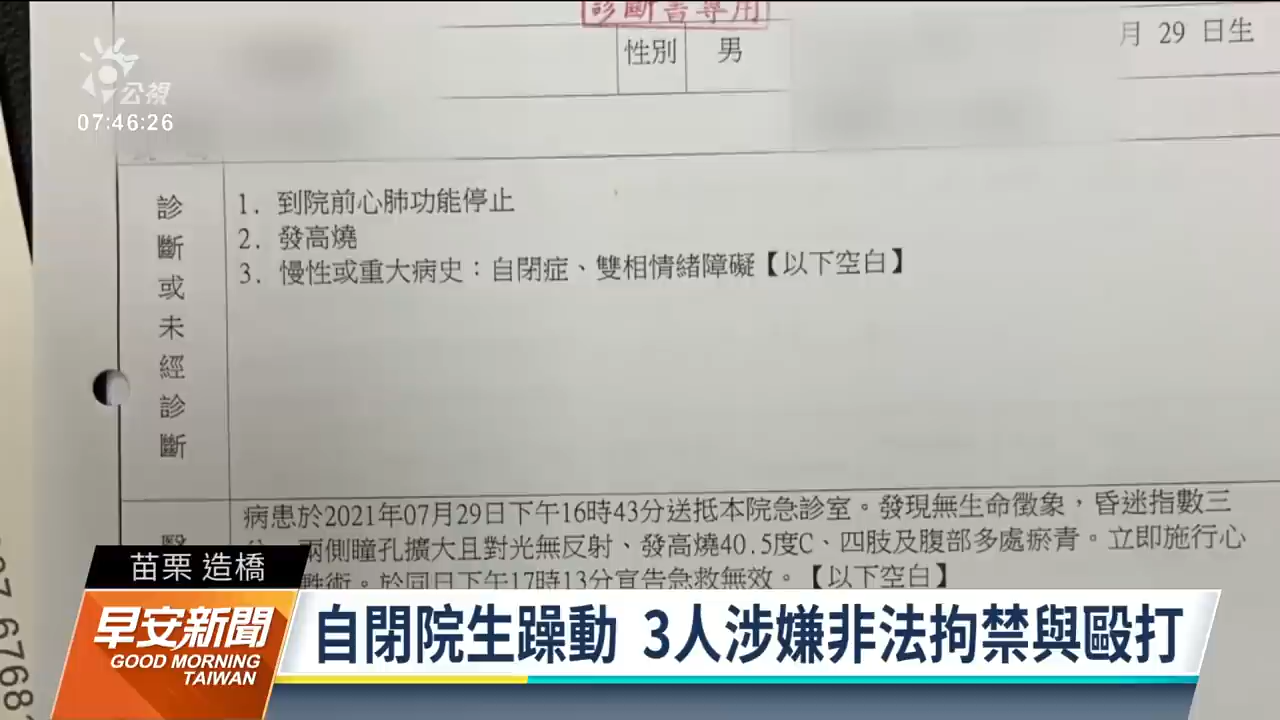 診斷書專用
性別 男
月 29 日生
公視
07:46:26
診斷或未經診斷
1. 到院前心肺功能停止
2. 發高燒
3. 慢性或重大病史：自閉症、雙相情緒障礙【以下空白】
病患於2021年07月29日下午16時43分送抵本院急診室。發現無生命徵象，昏迷指數三
兩側瞳孔擴大且對光無反射、發高燒40.5度C、四肢及腹部多處瘀青。立即施行心
甦術。於同日下午17時13分宣告急救無效。【以下空白】
苗栗 造橋
早安新聞
GOOD MORNING
TAIWAN
自閉院生躁動 3人涉嫌非法拘禁與毆打